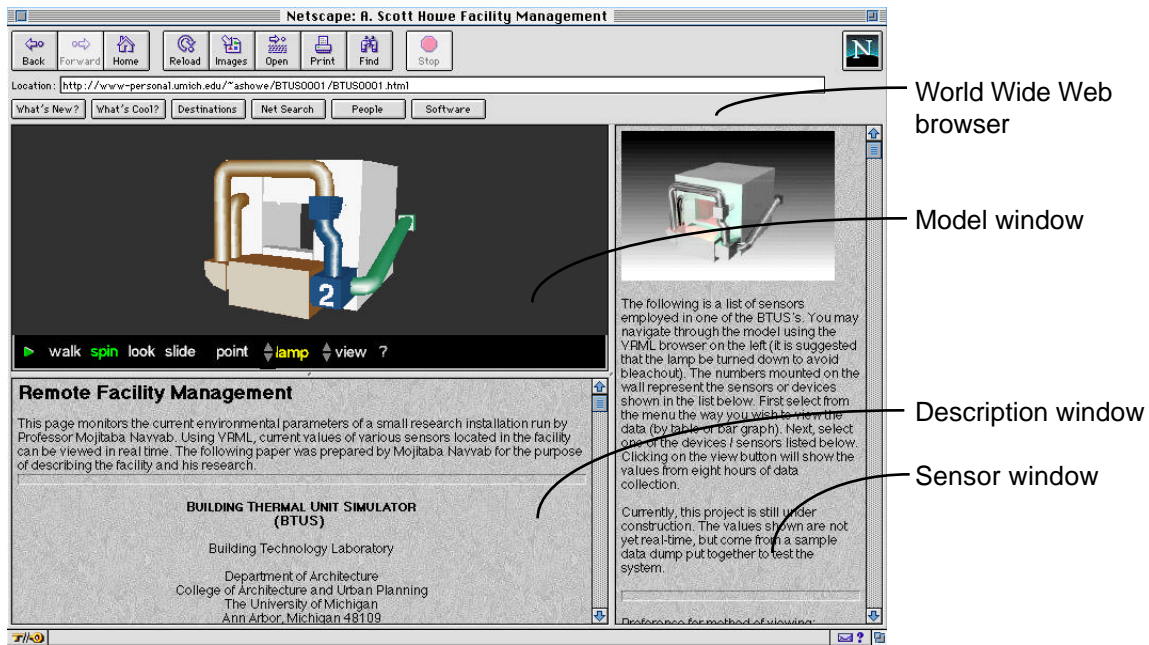 Netscape: A. Scott Howe Facility Management
Back Forward Home Reload Images Open Print Find Stop
N
Location: http://www-personal.umich.edu/~ashowe/BTUS0001/BTUS0001.html
What's New? What's Cool? Destinations Net Search People Software
World Wide Web
browser
2
walk spin look slide point lamp view ?
Model window
Remote Facility Management
This page monitors the current environmental parameters of a small research installation run by
Professor Mojitaba Navvab. Using VRML, current values of various sensors located in the facility
can be viewed in real time. The following paper was prepared by Mojitaba Navvab for the purpose
of describing the facility and his research.
BUILDING THERMAL UNIT SIMULATOR
(BTUS)
Building Technology Laboratory
Department of Architecture
College of Architecture and Urban Planning
The University of Michigan
Ann Arbor, Michigan 48109
The following is a list of sensors
employed in one of the BTUS's. You may
navigate through the model using the
VRML browser on the left (it is suggested
that the lamp be turned down to avoid
bleachout). The numbers mounted on the
wall represent the sensors or devices
shown in the list below. First select from
the menu the way you wish to view the
data (by table or bar graph). Next, select
one of the devices / sensors listed below.
Clicking on the view button will show the
values from eight hours of data
collection.
Currently, this project is still under
construction. The values shown are not
yet real-time, but come from a sample
data dump put together to test the
system.
Preference for method of viewing:
Description window
Sensor window